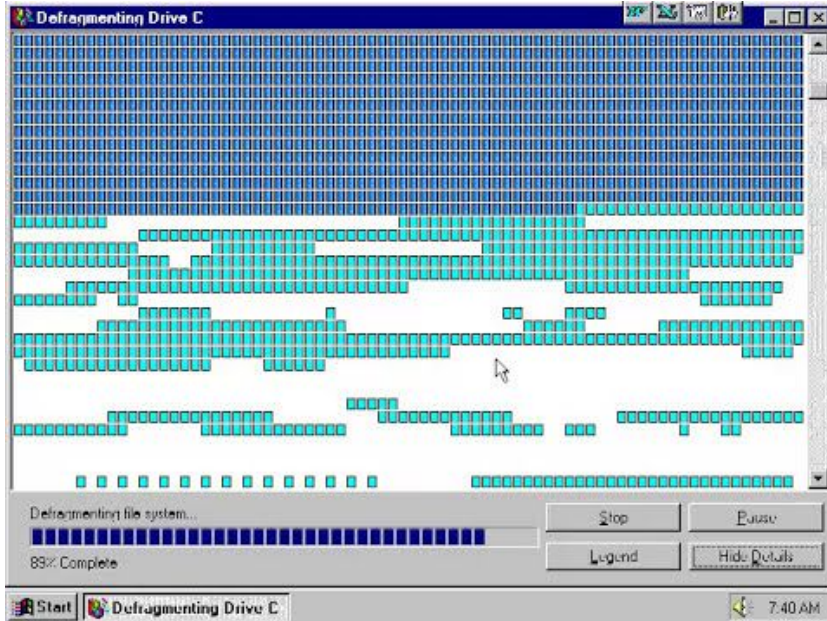 Defragmenting Drive C
Defragmenting file system...
89% Complete
Stop
Pause
Legend
Hide Details
Start
Defragmenting Drive C
7:40 AM